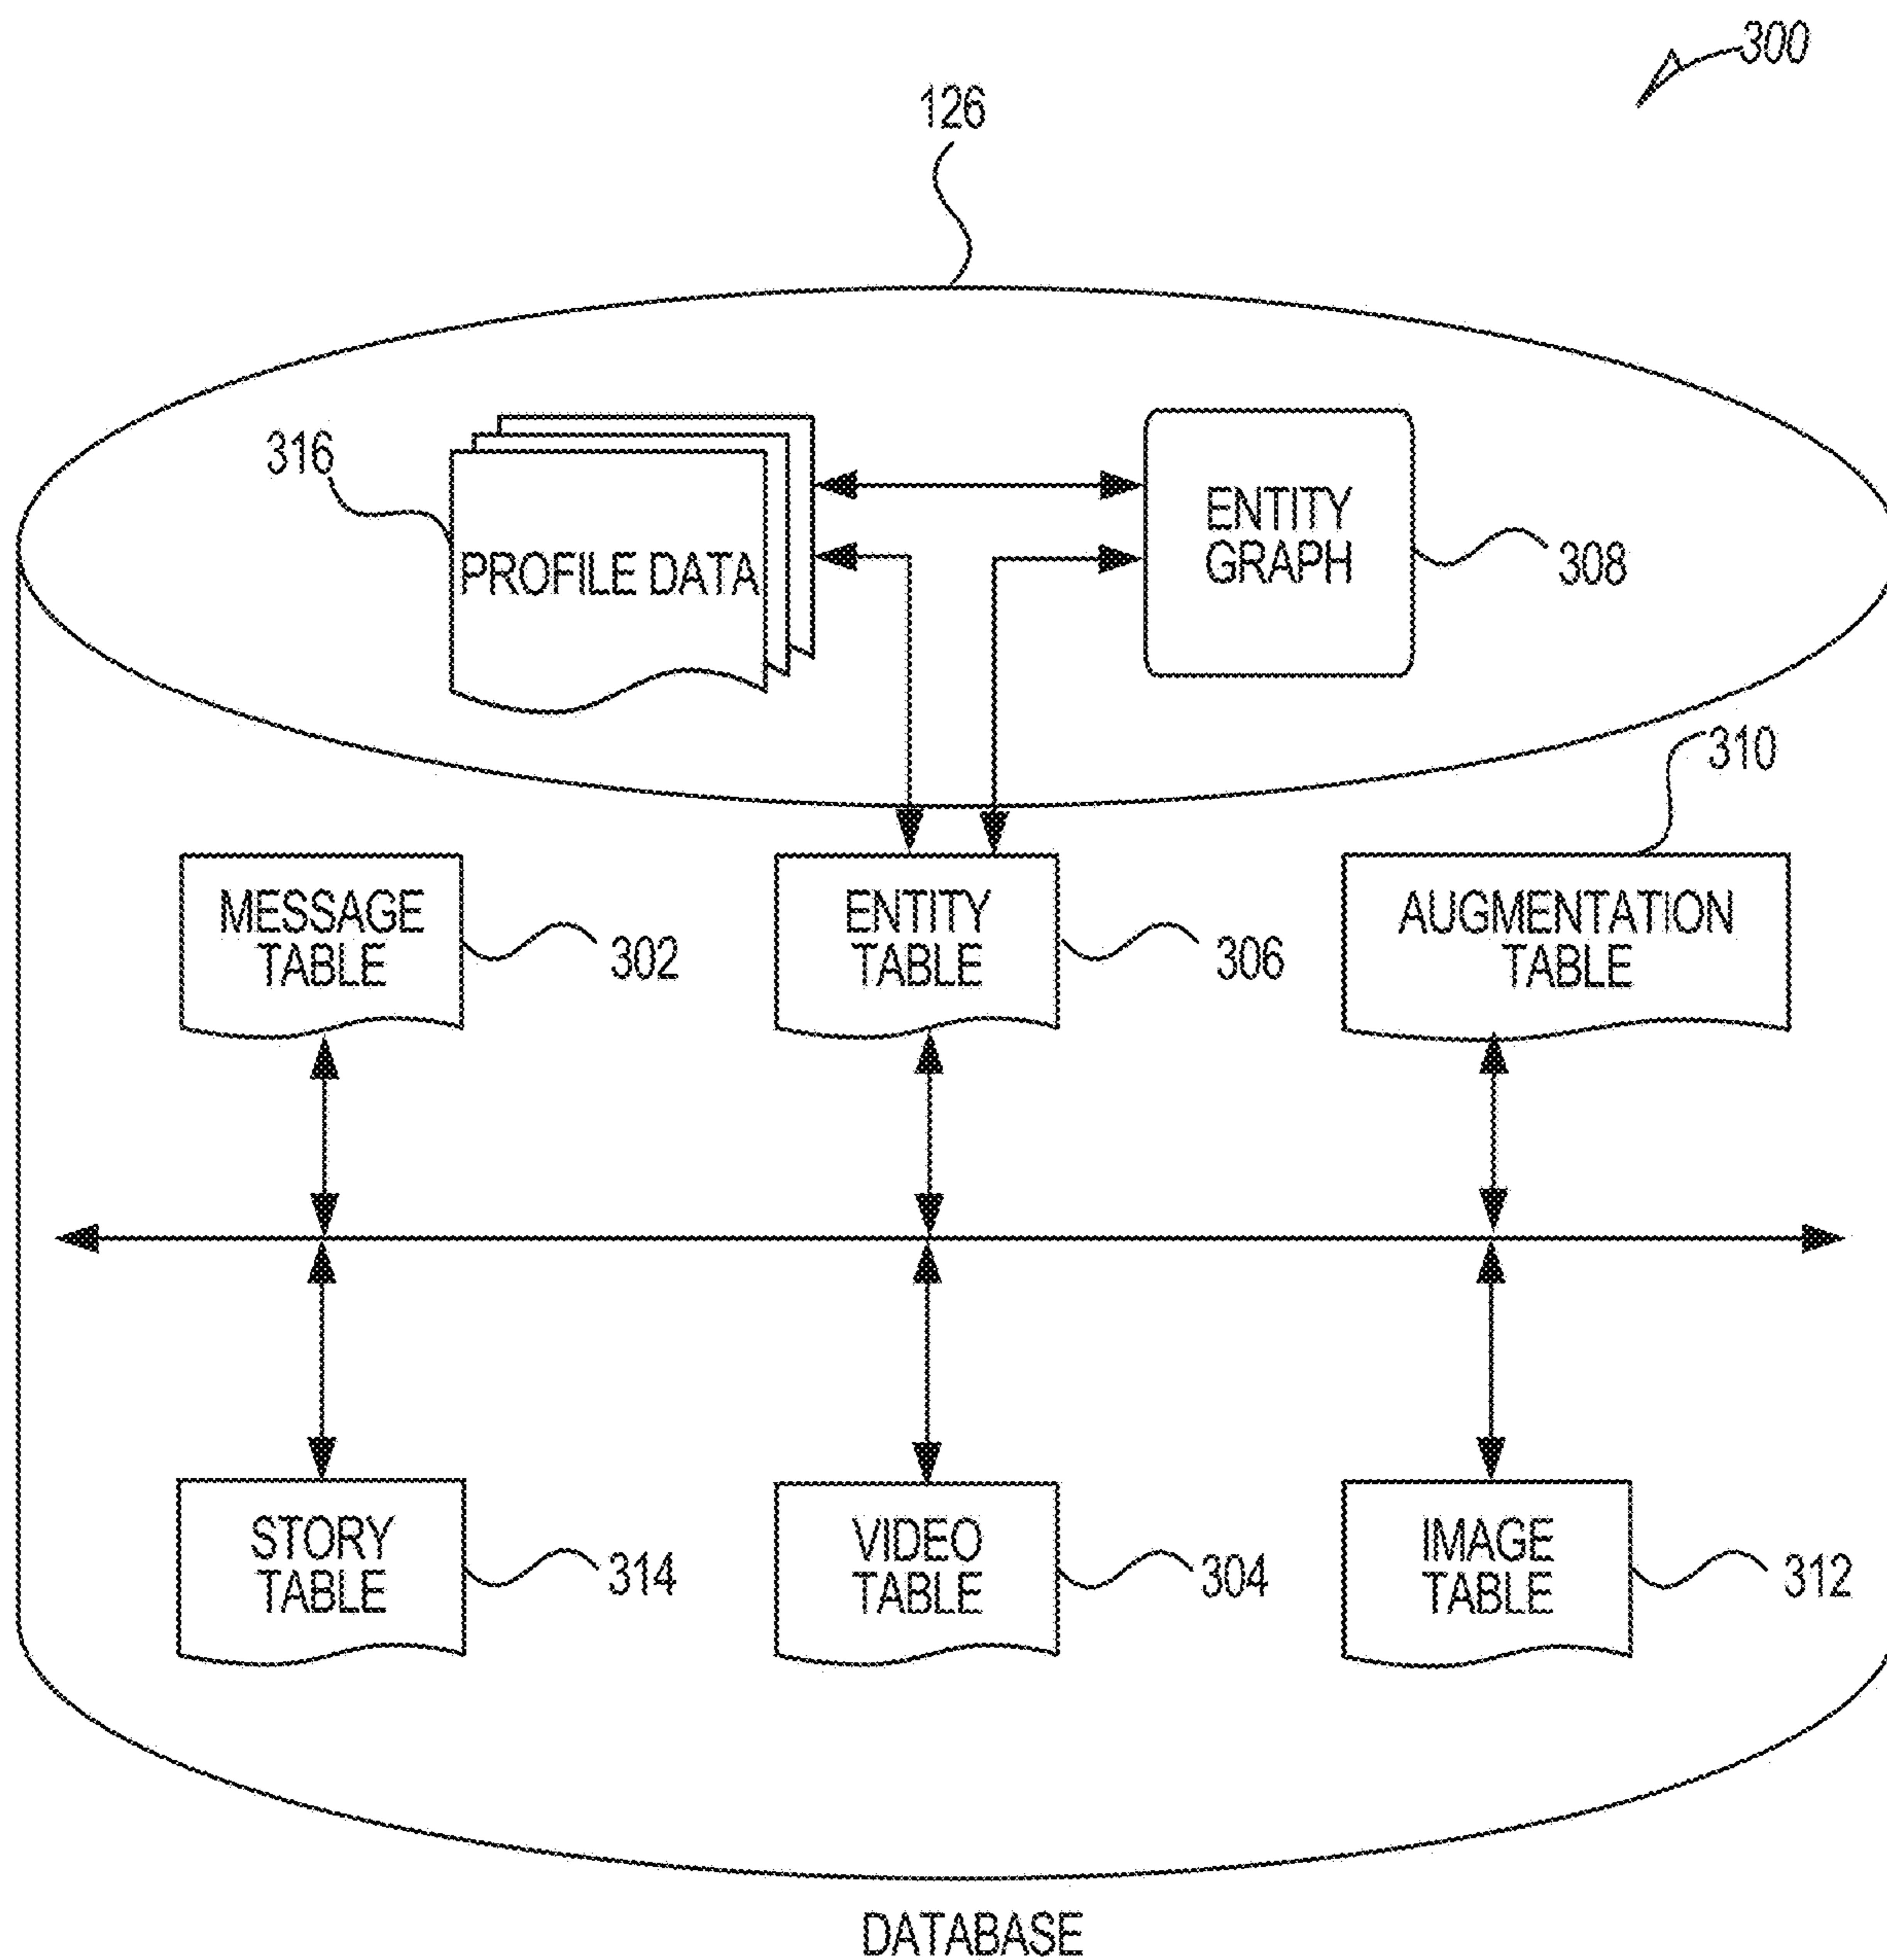 300
126
316
PROFILE DATA
ENTITY
GRAPH
308
310
MESSAGE
TABLE
302
ENTITY
TABLE
306
AUGMENTATION
TABLE
STORY
TABLE
314
VIDEO
TABLE
304
IMAGE
TABLE
312
DATABASE